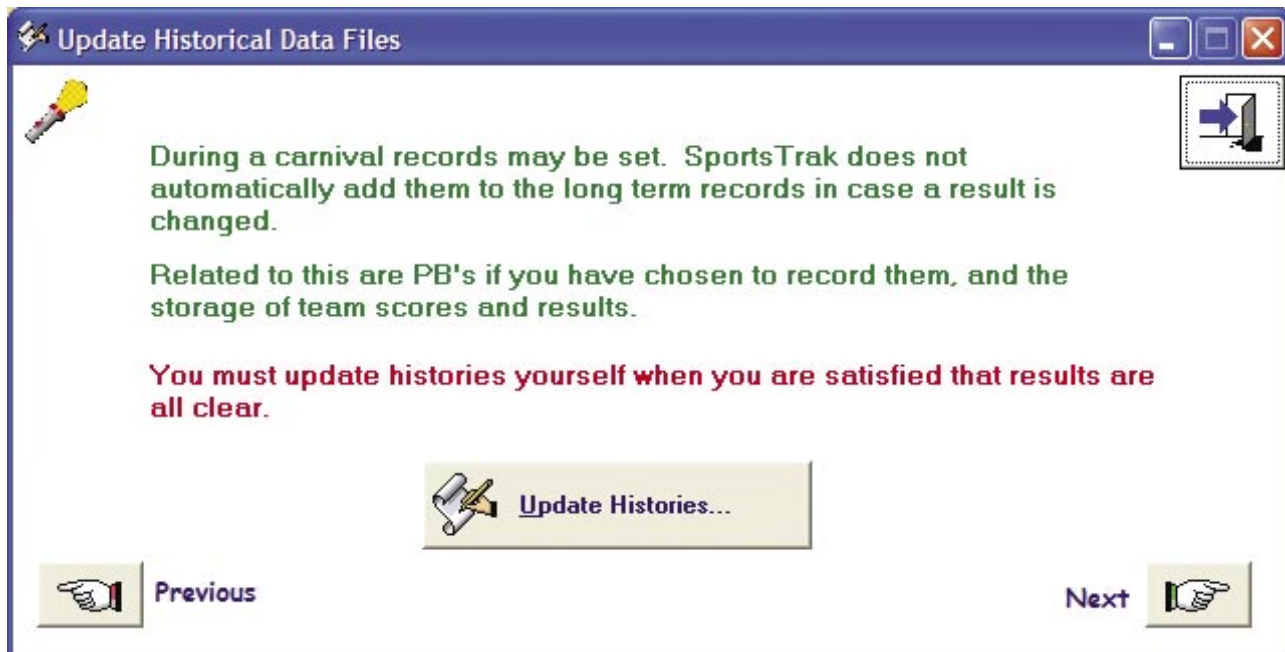 Update Historical Data Files
During a carnival records may be set.  SportsTrak does not
automatically add them to the long term records in case a result is
changed.
Related to this are PB's if you have chosen to record them, and the
storage of team scores and results.
You must update histories yourself when you are satisfied that results are
all clear.
Update Histories...
Previous
Next